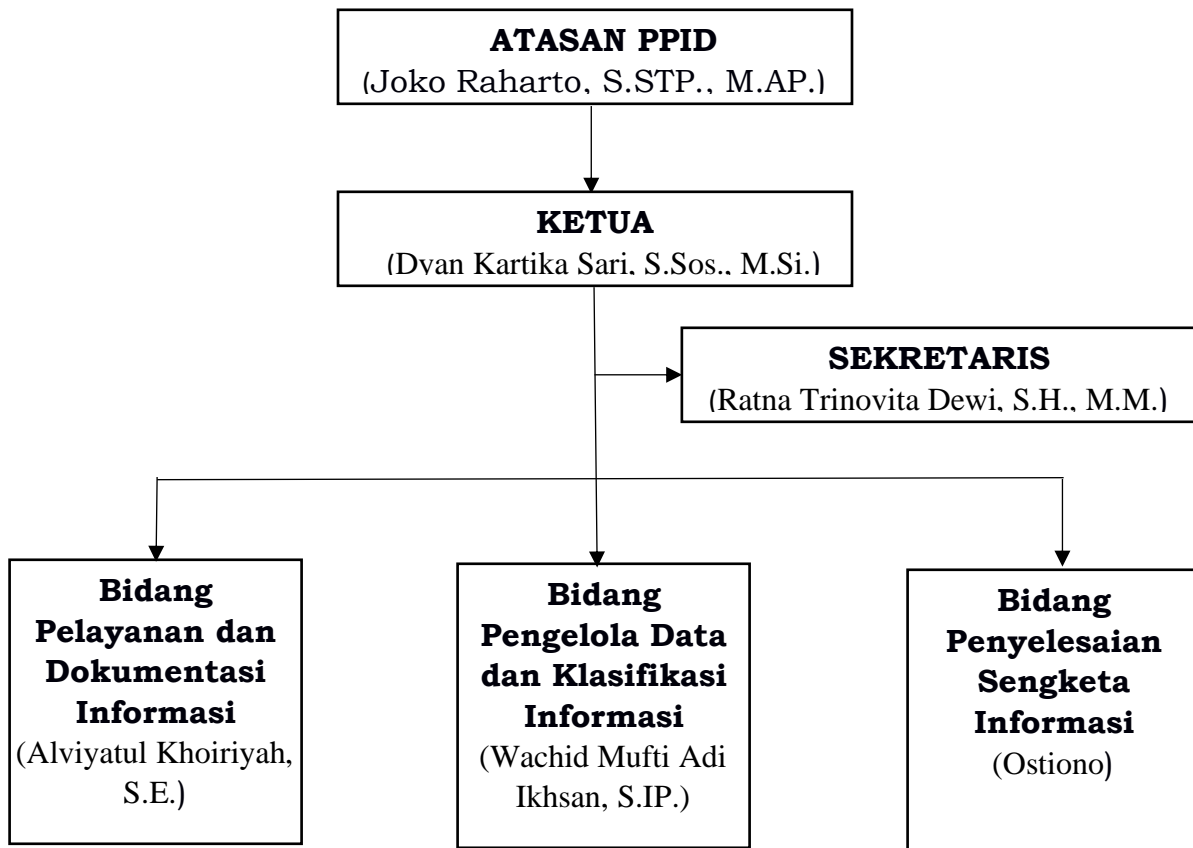 ATASAN PPID
(Joko Raharto, S.STP., M.AP.)
KETUA
(Dyan Kartika Sari, S.Sos., M.Si.)
SEKRETARIS
(Ratna Trinovita Dewi, S.H., M.M.)
Bidang
Pelayanan dan
Dokumentasi
Informasi
(Alviyatul Khoiriyah,
S.E.)
Bidang
Pengelola Data
dan Klasifikasi
Informasi
(Wachid Mufti Adi
Ikhsan, S.IP.)
Bidang
Penyelesaian
Sengketa
Informasi
(Ostiono)